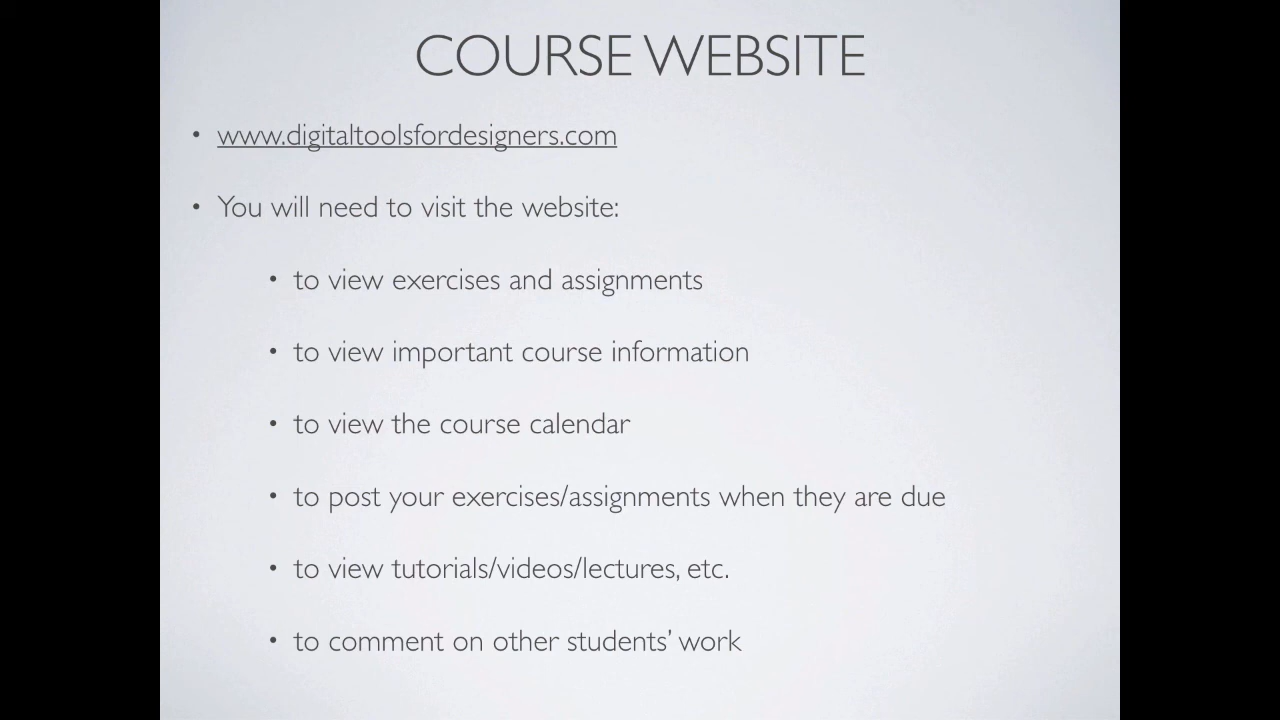 COURSE WEBSITE
• www.digitaltoolsfordesigners.com
• You will need to visit the website:
• to view exercises and assignments
• to view important course information
• to view the course calendar
• to post your exercises/assignments when they are due
• to view tutorials/videos/lectures, etc.
• to comment on other students’ work